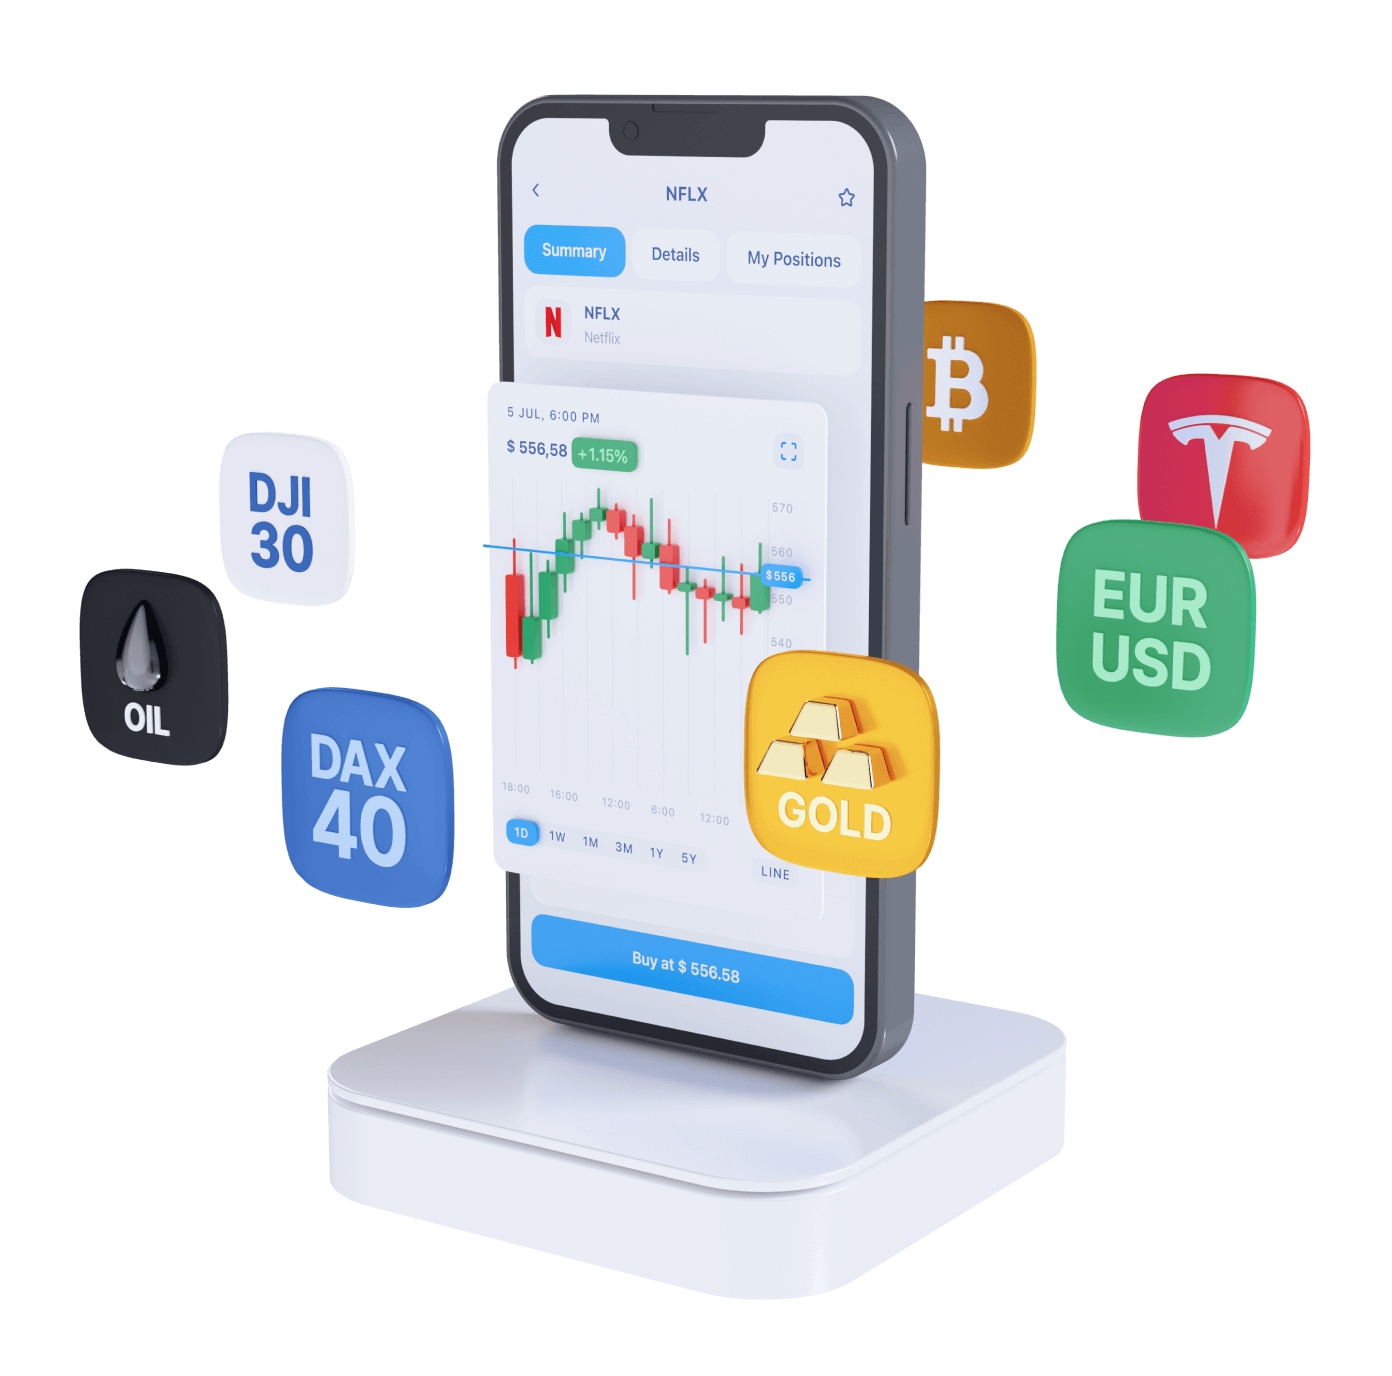 NFLX
Summary
Details
My Positions
N
NFLX
Netflix
5 JUL, 6:00 PM
$ 556,58
+1.15%
570
560
$556
550
540
18:00
16:00
12:00
6:00
12:00
1D
1W
1M
3M
1Y
5Y
LINE
Buy at $ 556.58
DJI
30
OIL
DAX
40
GOLD
EUR
USD